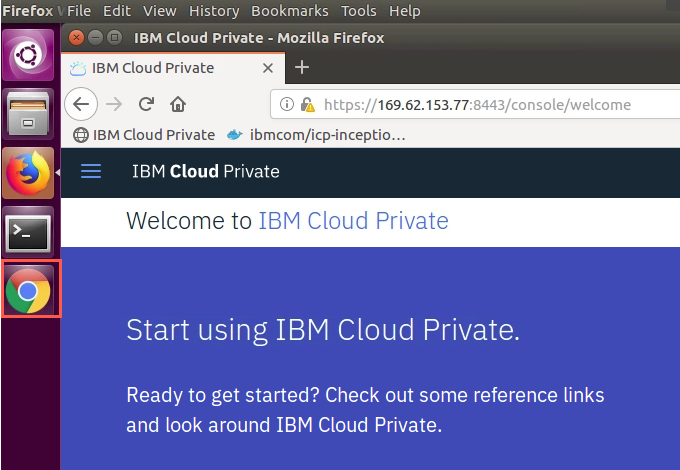 Firefox W File Edit View History Bookmarks Tools Help
IBM Cloud Private - Mozilla Firefox
IBM Cloud Private
https://169.62.153.77:8443/console/welcome
IBM Cloud Private ibmcom/icp-inceptio…
IBM Cloud Private
Welcome to IBM Cloud Private
Start using IBM Cloud Private.
Ready to get started? Check out some reference links
and look around IBM Cloud Private.